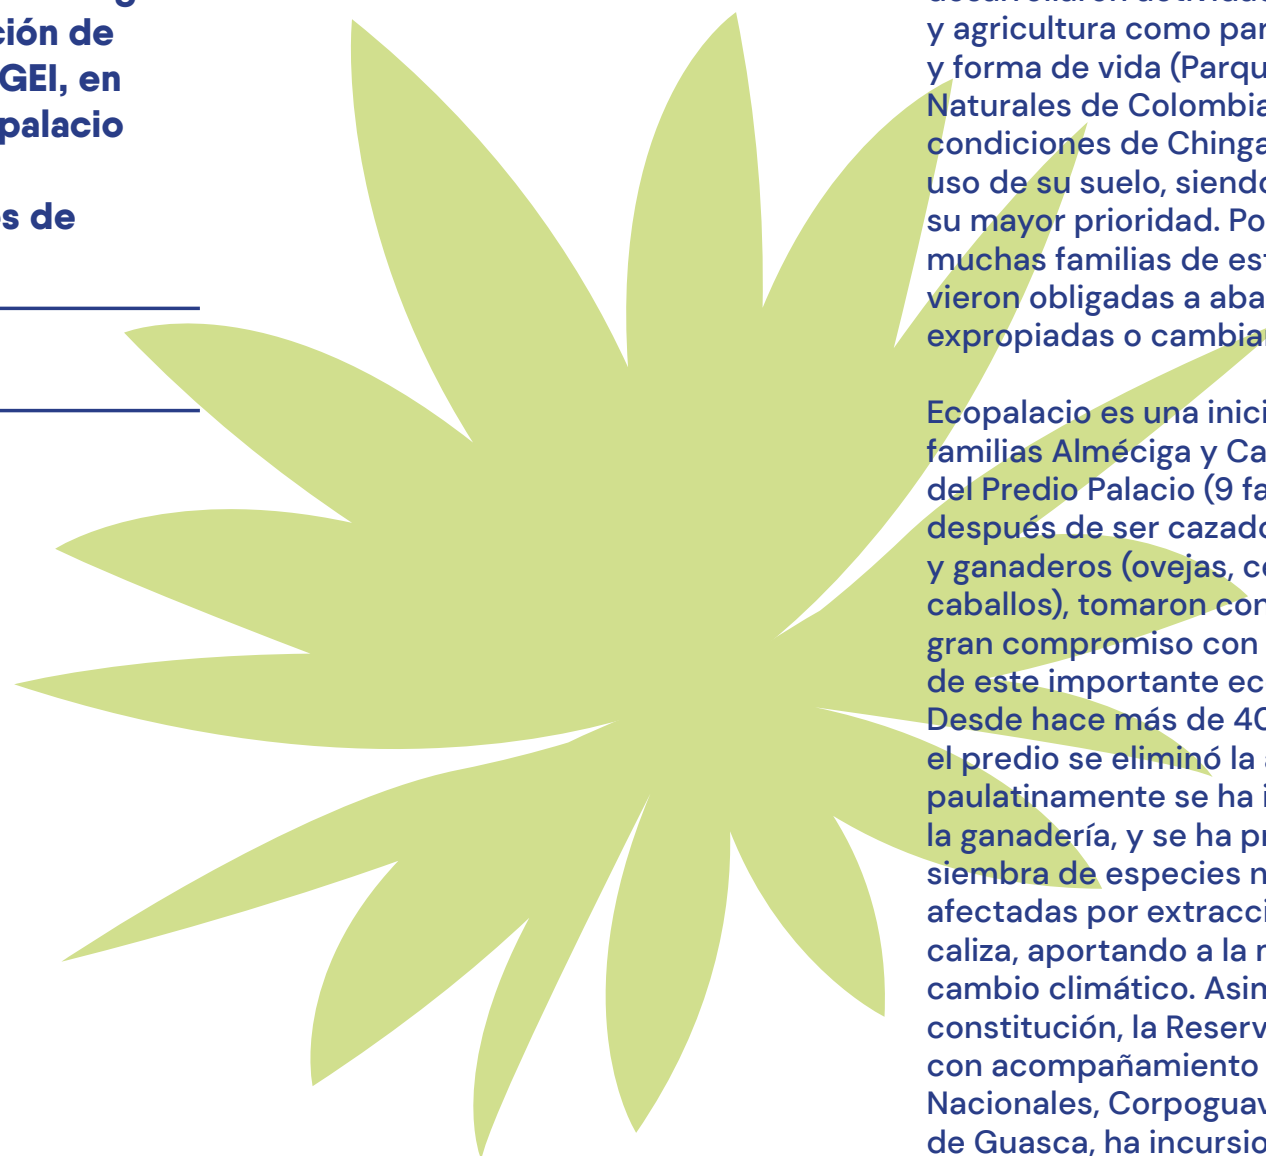 ción de
GEI, en
palacio
s de
y agricultura como par
y forma de vida (Parqu
Naturales de Colombia
condiciones de Chinga
uso de su suelo, siendo
su mayor prioridad. Po
muchas familias de est
vieron obligadas a aba
expropiadas o cambia
Ecopalacio es una inici
familias Alméciga y Ca
del Predio Palacio (9 fa
después de ser cazado
y ganaderos (ovejas, ce
caballos), tomaron con
gran compromiso con
de este importante ec
Desde hace más de 40
el predio se eliminó la a
paulatinamente se ha i
la ganadería, y se ha pr
siembra de especies n
afectadas por extracci
caliza, aportando a la
cambio climático. Asim
constitución, la Reserv
con acompañamiento
Nacionales, Corpoguav
de Guasca, ha incursio